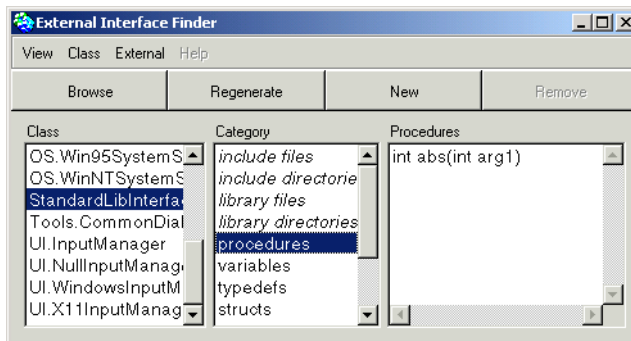 External Interface Finder
View Class External Help
Browse Regenerate New Remove
Class Category Procedures
OS.Win95SystemS
OS.WinNTSystemS
StandardLibInterfa
Tools.CommonDial
UI.InputManager
UI.NullInputManag
UI.WindowsInputM
UI.X11InputManag
include files
include directorie
library files
library directories
procedures
variables
typedefs
structs
int abs(int arg1)